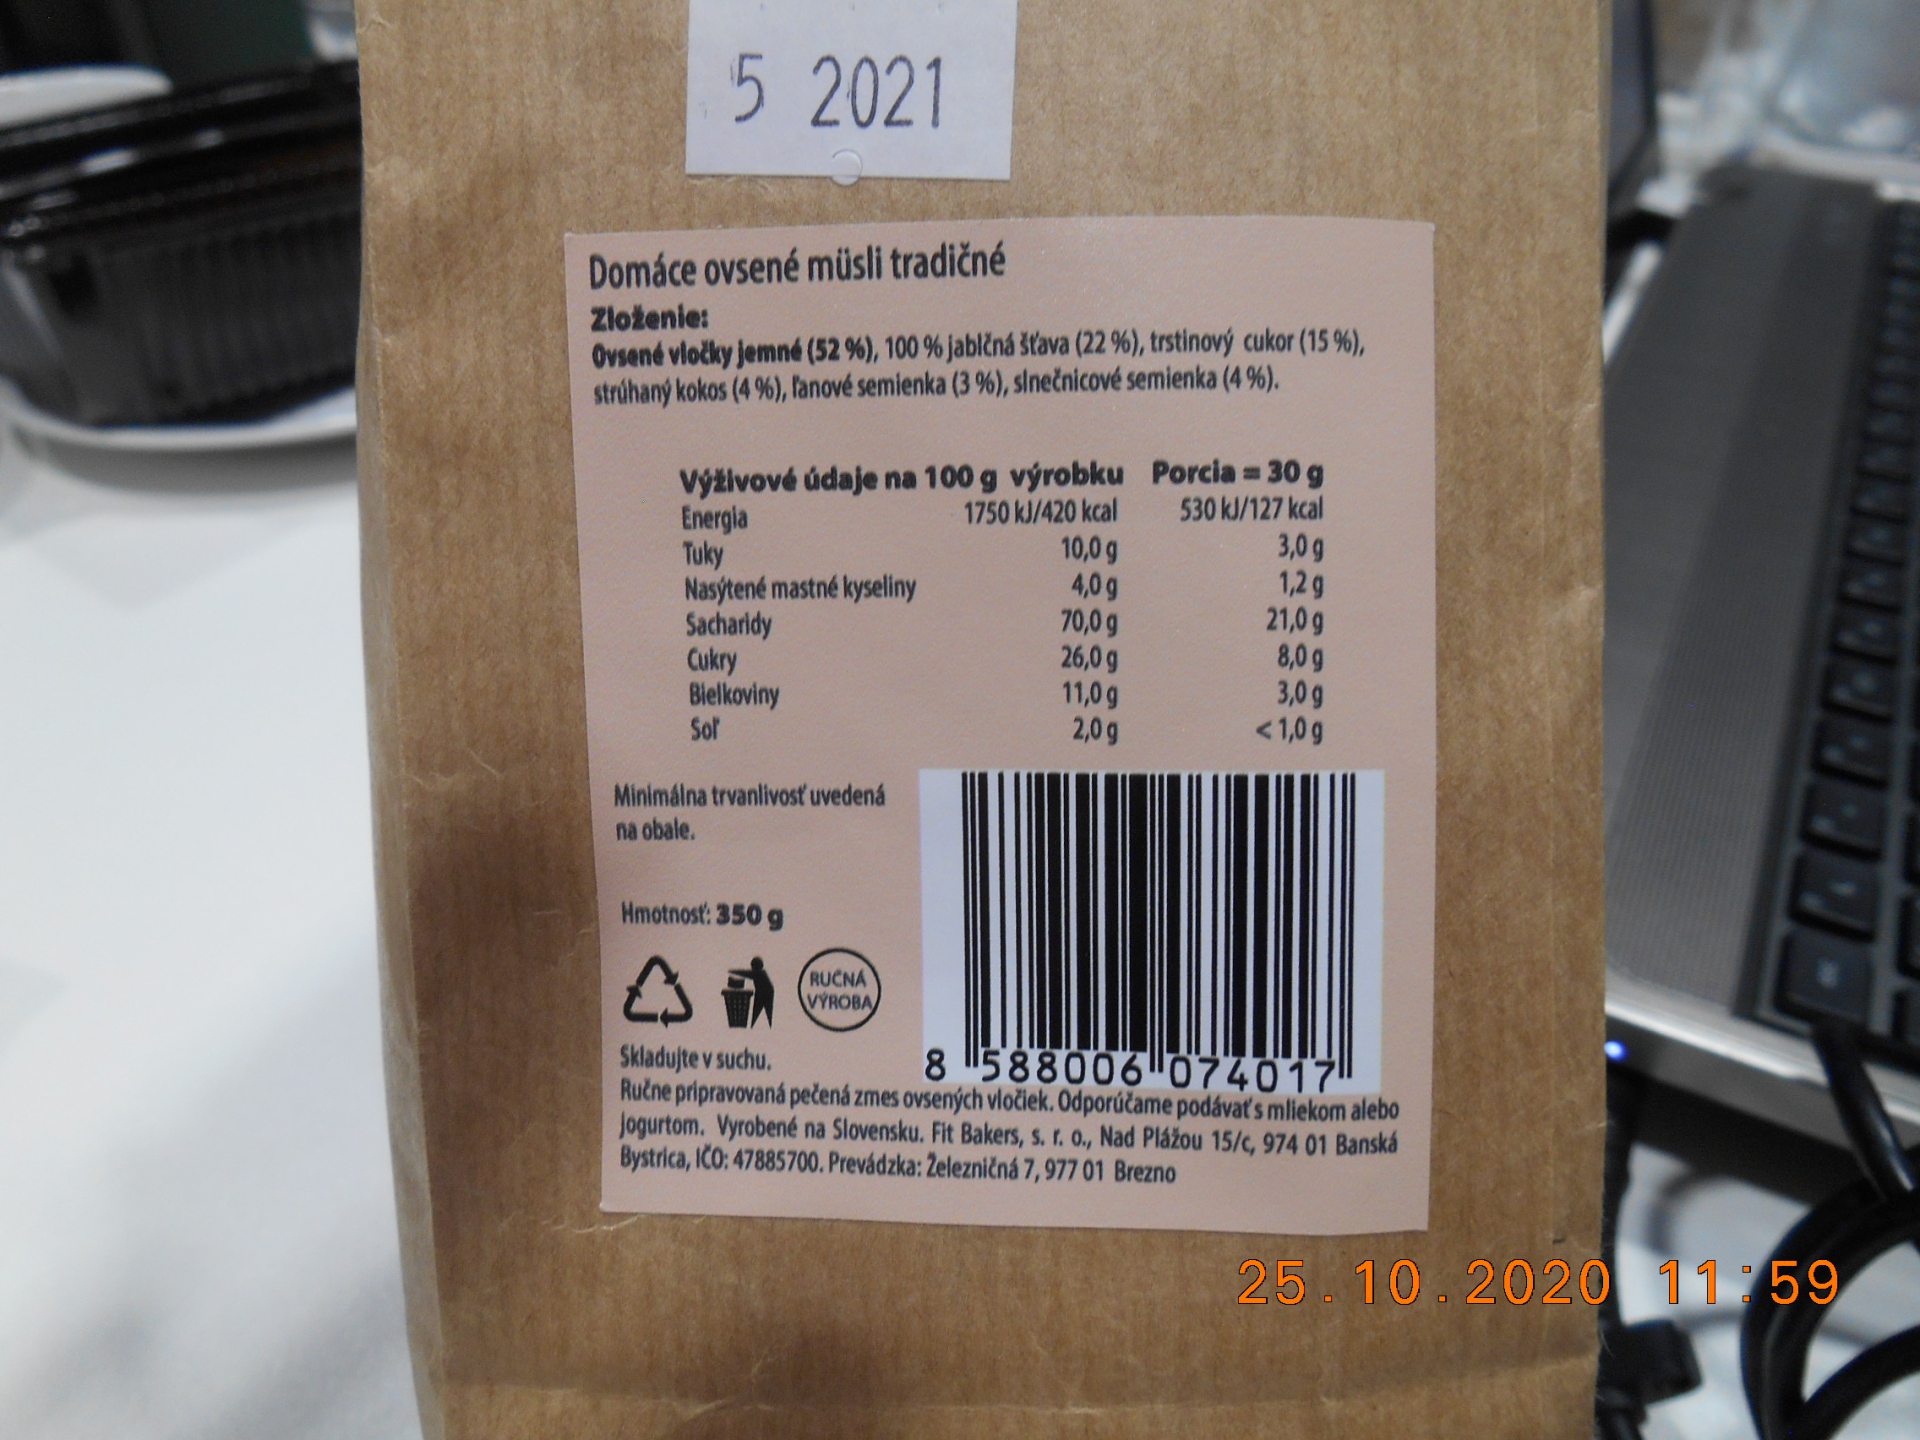 5 2021
Domáce ovsené müsli tradičné
Zloženie:
Ovsené vločky jemné (52 %), 100 % jablčná šťava (22 %), trstinový cukor (15 %),
strúhaný kokos (4 %), ľanové semienka (3 %), slnečnicové semienka (4 %).
Výživové údaje na 100 g výrobku Porcia = 30 g
Energia 1750 kJ/420 kcal 530 kJ/127 kcal
Tuky 10,0 g 3,0 g
Nasýtené mastné kyseliny 4,0 g 1,2 g
Sacharidy 70,0 g 21,0 g
Cukry 26,0 g 8,0 g
Bielkoviny 11,0 g 3,0 g
Soľ 2,0 g < 1,0 g
Minimálna trvanlivosť uvedená
na obale.
Hmotnosť: 350 g
RUČNÁ
VÝROBA
8 588006 074017
Skladujte v suchu.
Ručne pripravovaná pečená zmes ovsených vločiek. Odporúčame podávať s mliekom alebo
jogurtom. Vyrobené na Slovensku. Fit Bakers, s. r. o., Nad Plážou 15/c, 974 01 Banská
Bystrica, IČO: 47885700. Prevádzka: Železničná 7, 977 01 Brezno
25.10.2020 11:59